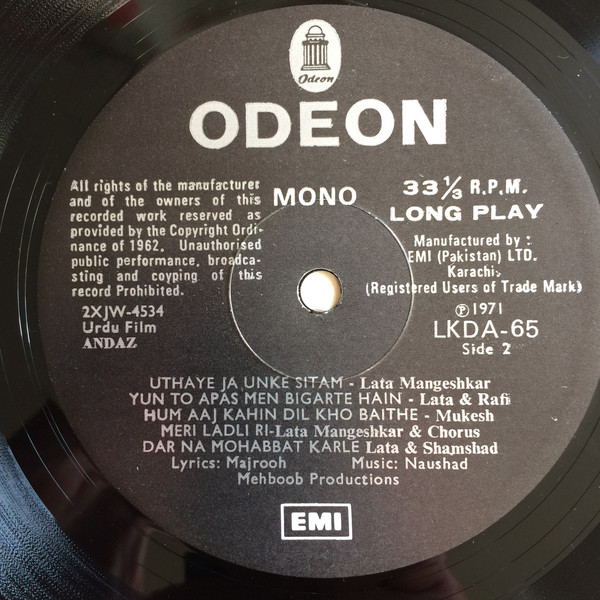 Odeon
ODEON
All rights of the manufacturer
and of the owners of this
recorded work reserved as
provided by the Copyright Ordi-
nance of 1962. Unauthorised
public performance, broadca-
sting and coyping of this
record Prohibited.
MONO
33⅓ R.P.M.
LONG PLAY
Manufactured by :
EMI (Pakistan) LTD.
Karachi.
(Registered Users of Trade Mark)
2XJW-4534
Urdu Film
ANDAZ
℗ 1971
LKDA-65
Side 2
UTHAYE JA UNKE SITAM - Lata Mangeshkar
YUN TO APAS MEN BIGARTE HAIN - Lata & Rafi
HUM AAJ KAHIN DIL KHO BAITHE - Mukesh
MERI LADLI RI-Lata Mangeshkar & Chorus
DAR NA MOHABBAT KARLE Lata & Shamshad
Lyrics: Majrooh Music: Naushad
Mehboob Productions
EMI